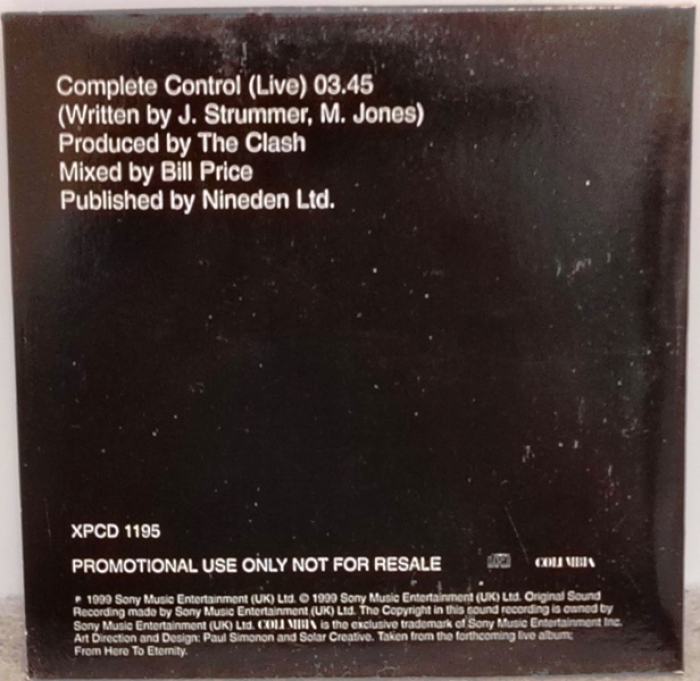 Complete Control (Live) 03.45
(Written by J. Strummer, M. Jones)
Produced by The Clash
Mixed by Bill Price
Published by Nineden Ltd.
XPCD 1195
PROMOTIONAL USE ONLY NOT FOR RESALE COLUMBIA
℗ 1999 Sony Music Entertainment (UK) Ltd. © 1999 Sony Music Entertainment (UK) Ltd. Original Sound
Recording made by Sony Music Entertainment (UK) Ltd. The Copyright in this sound recording is owned by
Sony Music Entertainment (UK) Ltd. COLUMBIA is the exclusive trademark of Sony Music Entertainment Inc.
Art Direction and Design: Paul Simonon and Solar Creative. Taken from the forthcoming live album:
From Here To Eternity.